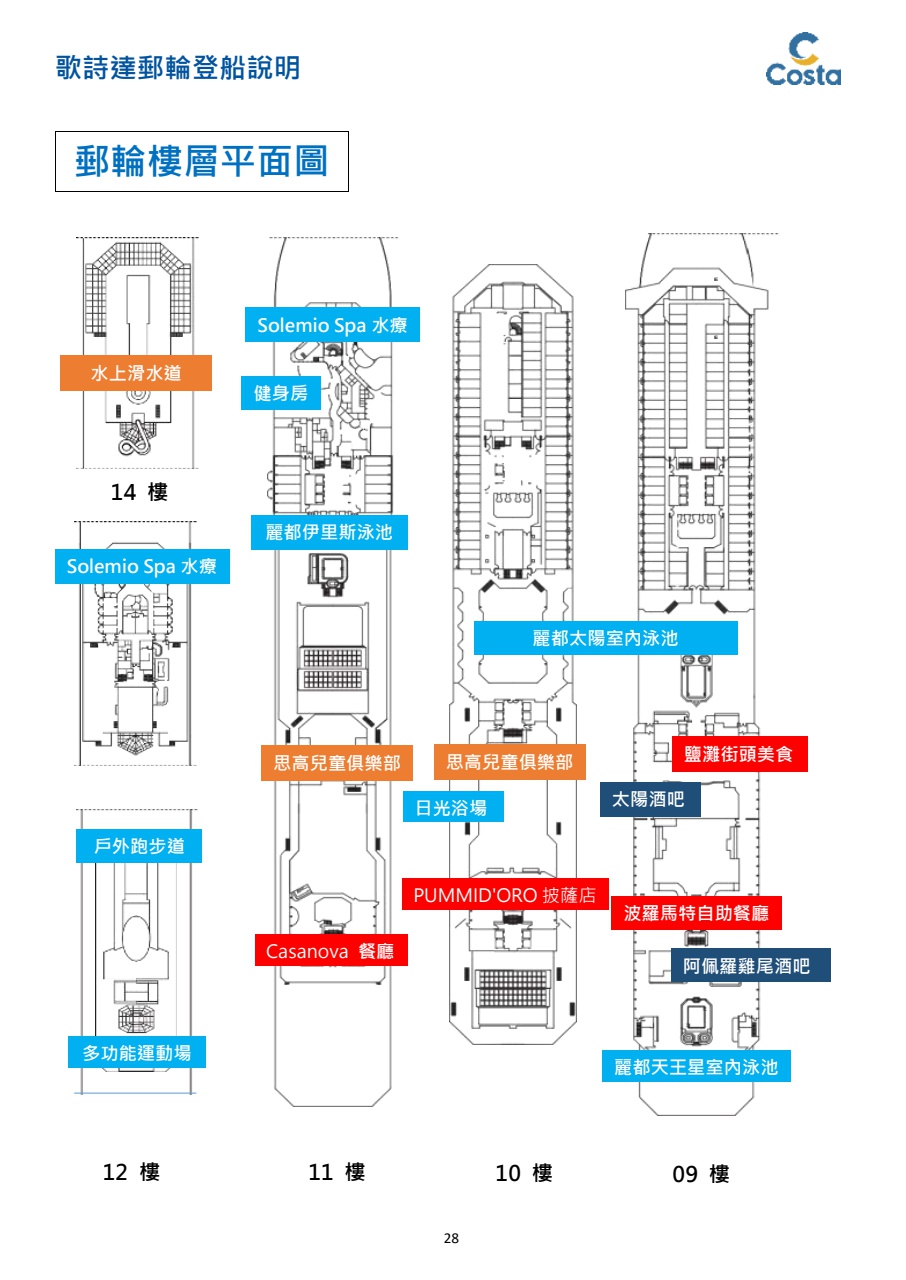 歌詩達郵輪登船說明
Costa
郵輪樓層平面圖
水上滑水道
14 樓
Solemio Spa 水療
戶外跑步道
多功能運動場
12 樓
Solemio Spa 水療
健身房
麗都伊里斯泳池
思高兒童俱樂部
Casanova 餐廳
11 樓
麗都太陽室內泳池
思高兒童俱樂部
日光浴場
PUMMID'ORO 披薩店
10 樓
鹽灘街頭美食
太陽酒吧
波羅馬特自助餐廳
阿佩羅雞尾酒吧
麗都天王星室內泳池
09 樓
28